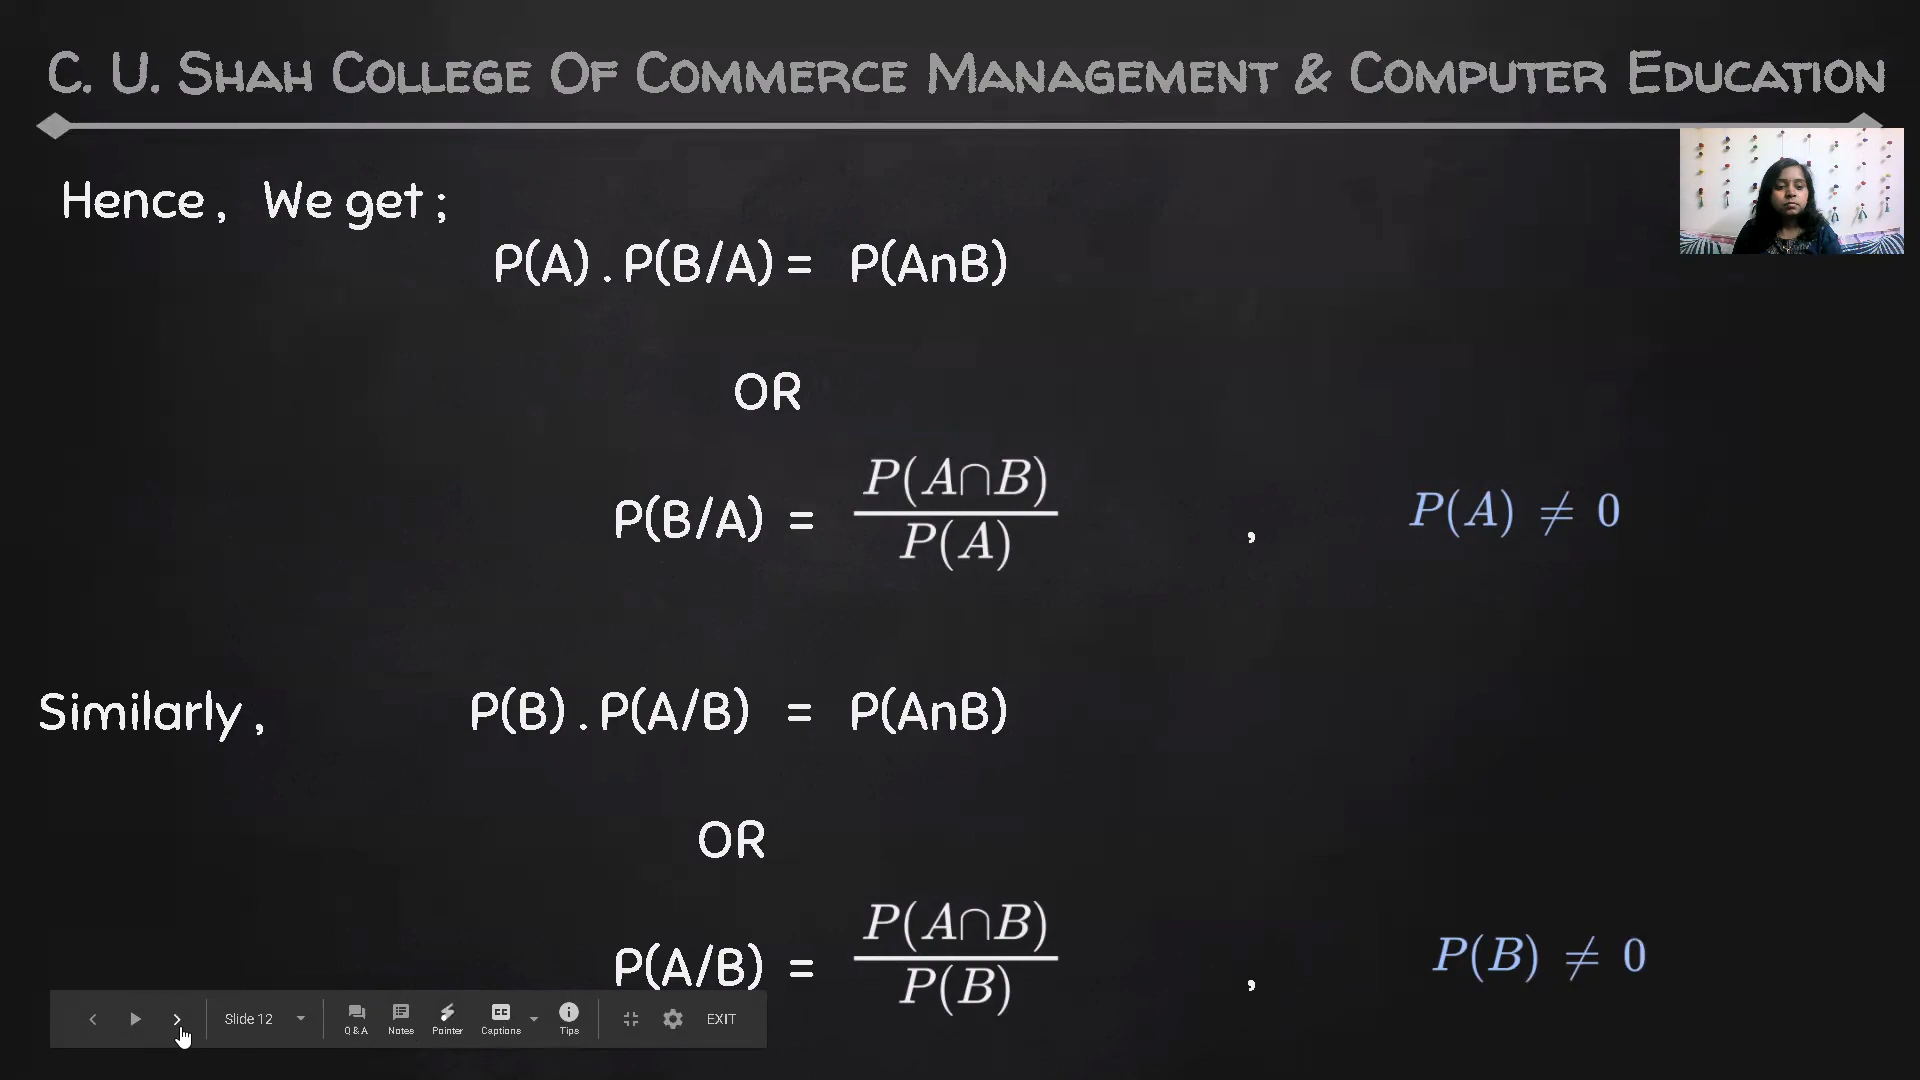 C. U. Shah College Of Commerce Management & Computer Education
Hence, We get ;
P(A) . P(B/A) = P(AnB)
OR
P(B/A) = P(A∩B) / P(A) , P(A) ≠ 0
Similarly, P(B) . P(A/B) = P(AnB)
OR
P(A/B) = P(A∩B) / P(B) , P(B) ≠ 0
Slide 12 Q & A Notes Pointer Captions Tips EXIT